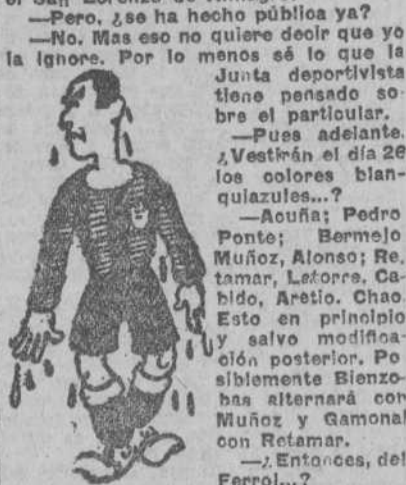 —Pero, ¿se ha hecho pública ya?
—No. Mas eso no quiere decir que yo
la ignore. Por lo menos sé lo que la
Junta deportivista
tiene pensado so-
bre el particular.
—Pues adelante.
¿Vestirán el día 26
los colores blan-
quiazules...?
—Acuña; Pedro
Ponte; Bermejo
Muñoz, Alonso; Re.
tamar, Latorre, Ca-
bido, Aretio. Chao.
Esto en principio
y salvo modifica-
ción posterior. Po
siblemente Bienzo-
bas alternará con
Muñoz y Gamonal
con Retamar.
—¿Entonces, del
Ferrol...?